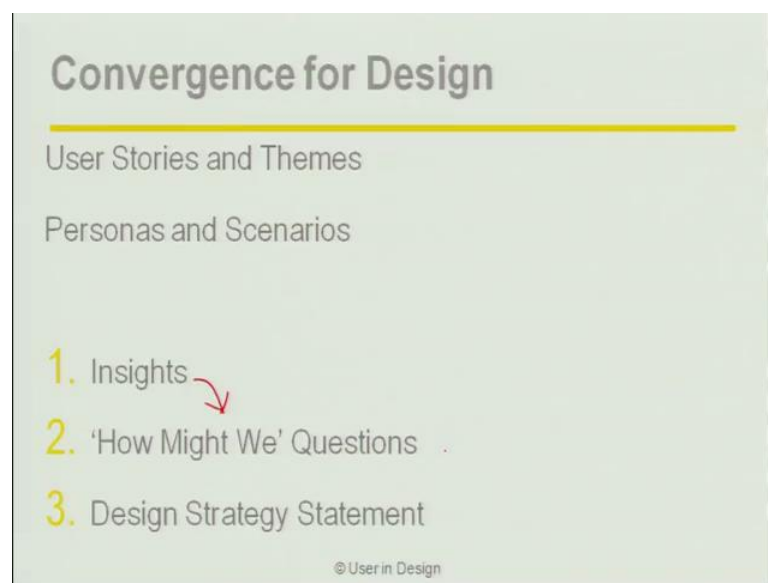 Convergence for Design
User Stories and Themes
Personas and Scenarios
1. Insights
2. ‘How Might We’ Questions
3. Design Strategy Statement
© User in Design